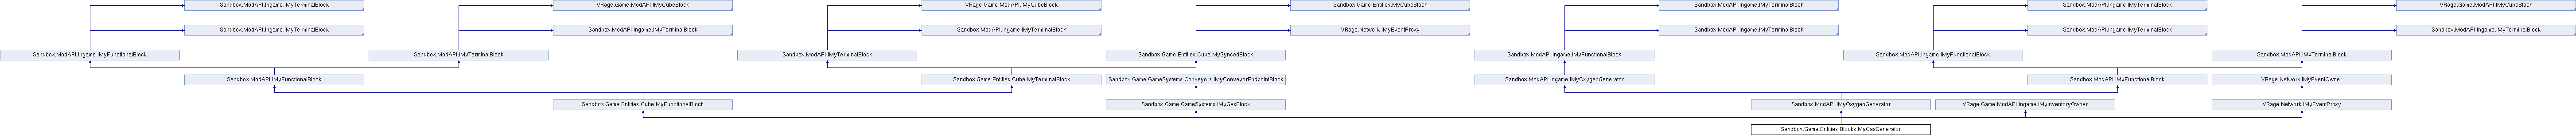 Sandbox.ModAPI.Ingame.IMyTerminalBlock
VRage.Game.ModAPI.IMyCubeBlock
VRage.Game.ModAPI.IMyCubeBlock
Sandbox.Game.Entities.MyCubeBlock
Sandbox.ModAPI.Ingame.IMyTerminalBlock
Sandbox.ModAPI.Ingame.IMyTerminalBlock
VRage.Game.ModAPI.IMyCubeBlock
Sandbox.ModAPI.Ingame.IMyTerminalBlock
Sandbox.ModAPI.Ingame.IMyTerminalBlock
Sandbox.ModAPI.Ingame.IMyTerminalBlock
VRage.Network.IMyEventProxy
Sandbox.ModAPI.Ingame.IMyTerminalBlock
Sandbox.ModAPI.Ingame.IMyTerminalBlock
Sandbox.ModAPI.Ingame.IMyTerminalBlock
Sandbox.ModAPI.Ingame.IMyFunctionalBlock
Sandbox.ModAPI.IMyTerminalBlock
Sandbox.ModAPI.IMyTerminalBlock
Sandbox.Game.Entities.Cube.MySyncedBlock
Sandbox.ModAPI.Ingame.IMyFunctionalBlock
Sandbox.ModAPI.Ingame.IMyFunctionalBlock
Sandbox.ModAPI.IMyTerminalBlock
Sandbox.ModAPI.IMyFunctionalBlock
Sandbox.Game.Entities.Cube.MyTerminalBlock
Sandbox.Game.GameSystems.Conveyors.IMyConveyorEndpointBlock
Sandbox.ModAPI.Ingame.IMyOxygenGenerator
Sandbox.ModAPI.IMyFunctionalBlock
VRage.Network.IMyEventOwner
Sandbox.Game.Entities.Cube.MyFunctionalBlock
Sandbox.Game.GameSystems.IMyGasBlock
Sandbox.ModAPI.IMyOxygenGenerator
VRage.Game.ModAPI.Ingame.IMyInventoryOwner
VRage.Network.IMyEventProxy
Sandbox.Game.Entities.Blocks.MyGasGenerator